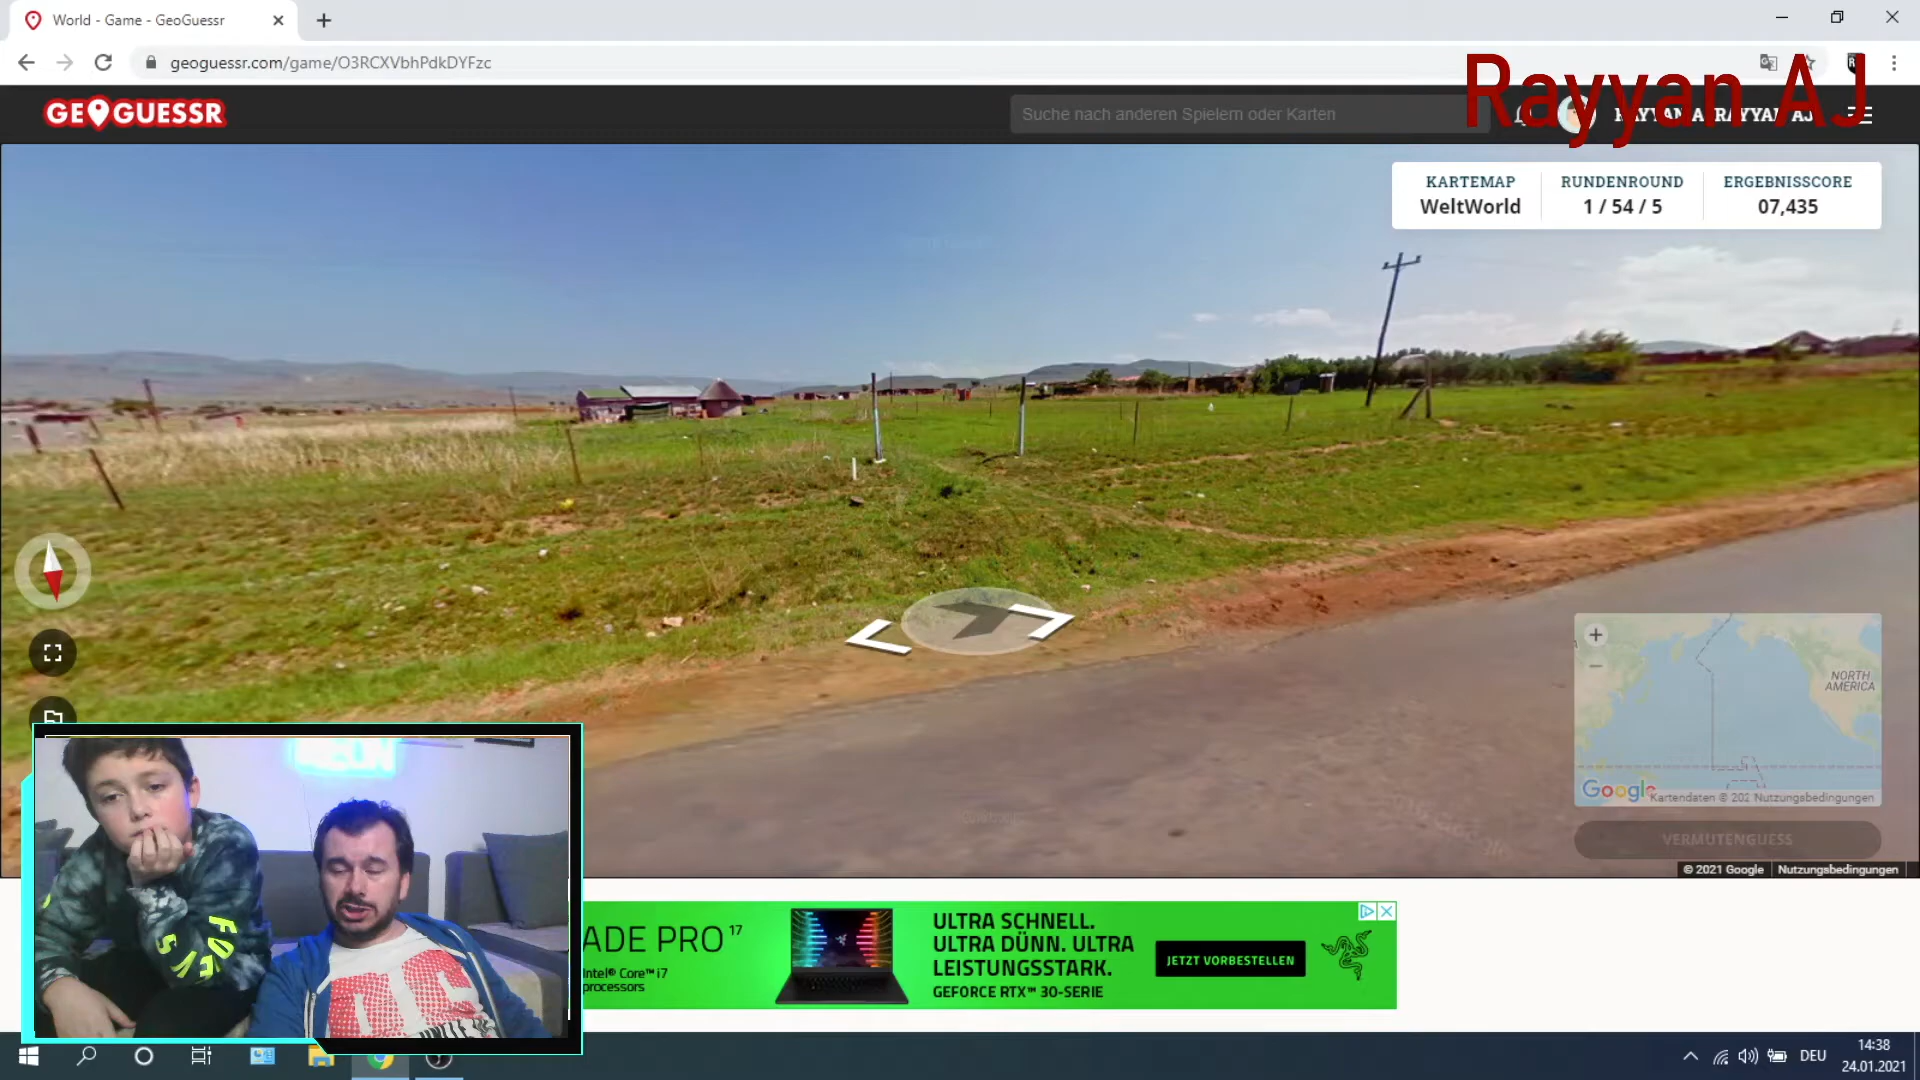 World - Game - GeoGuessr
geoguessr.com/game/O3RCXVbhPdkDYFzc
Rayyan AJ
GEOGUESSR
Suche nach anderen Spielern oder Karten
KARTEMAP
RUNDENROUND
ERGEBNISSCORE
WeltWorld
1 / 54 / 5
07,435
NORTH
AMERICA
Google
Kartendaten © 202 Nutzungsbedingungen
VERMUTENGUESS
© 2021 Google
Nutzungsbedingungen
ADE PRO 17
Intel® Core™ i7
processors
ULTRA SCHNELL.
ULTRA DÜNN. ULTRA
LEISTUNGSSTARK.
GEFORCE RTX™ 30-SERIE
JETZT VORBESTELLEN
DEU
14:38
24.01.2021